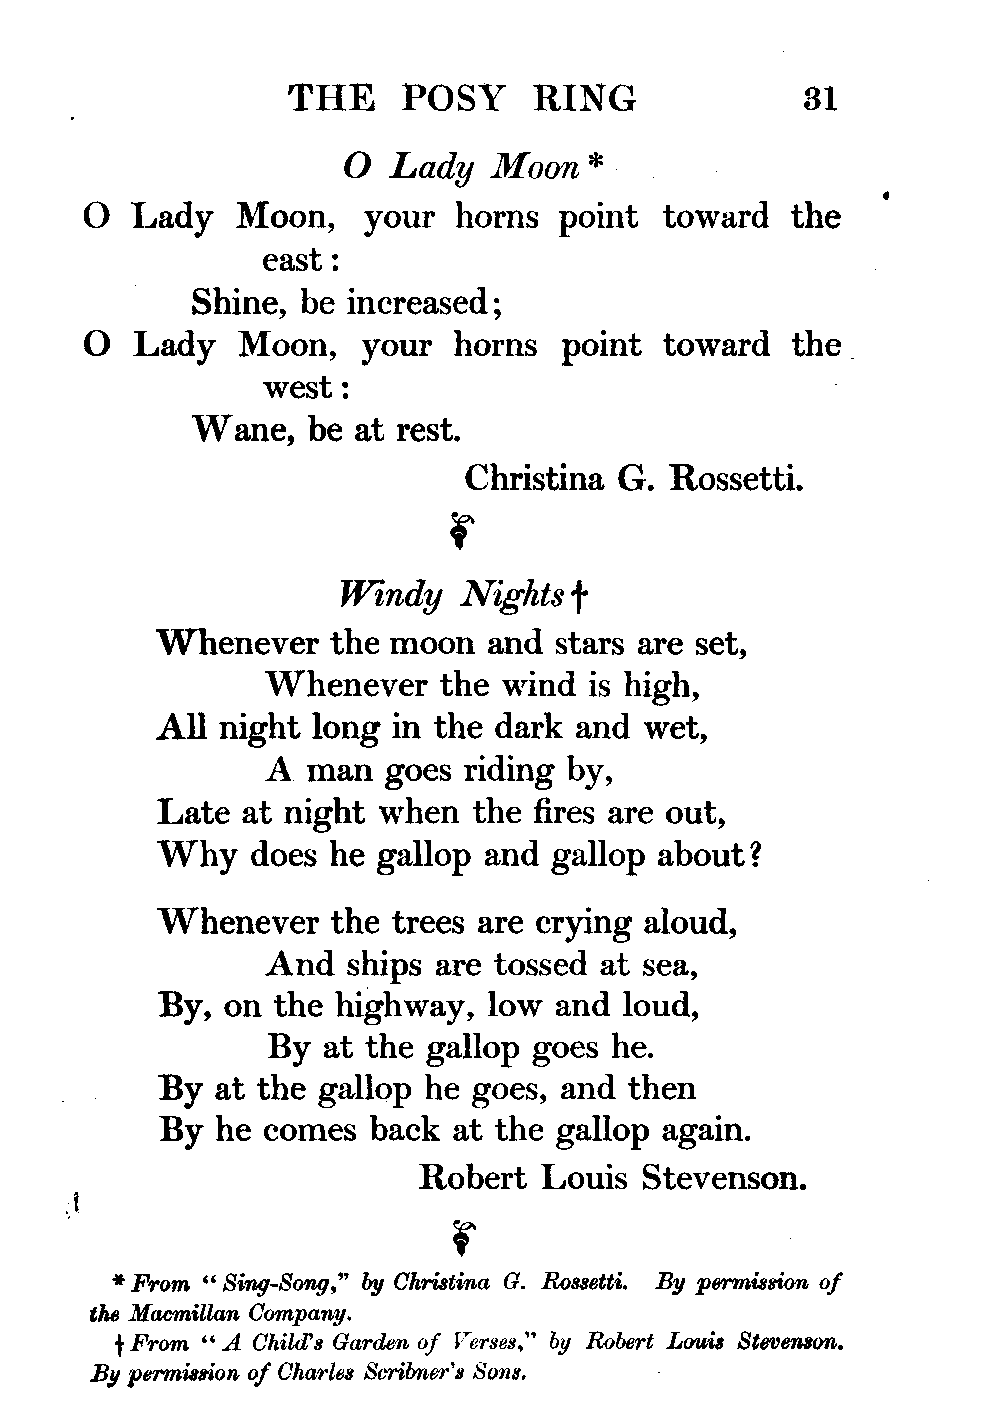 THE POSY RING 31
O Lady Moon*
O Lady Moon, your horns point toward the
east:
Shine, be increased;
O Lady Moon, your horns point toward the
west:
Wane, be at rest.
Christina G. Rossetti.
Windy Nights†
Whenever the moon and stars are set,
Whenever the wind is high,
All night long in the dark and wet,
A man goes riding by,
Late at night when the fires are out,
Why does he gallop and gallop about?
Whenever the trees are crying aloud,
And ships are tossed at sea,
By, on the highway, low and loud,
By at the gallop goes he.
By at the gallop he goes, and then
By he comes back at the gallop again.
Robert Louis Stevenson.
* From "Sing-Song," by Christina G. Rossetti. By permission of
the Macmillan Company.
† From "A Child's Garden of Verses," by Robert Louis Stevenson.
By permission of Charles Scribner's Sons.